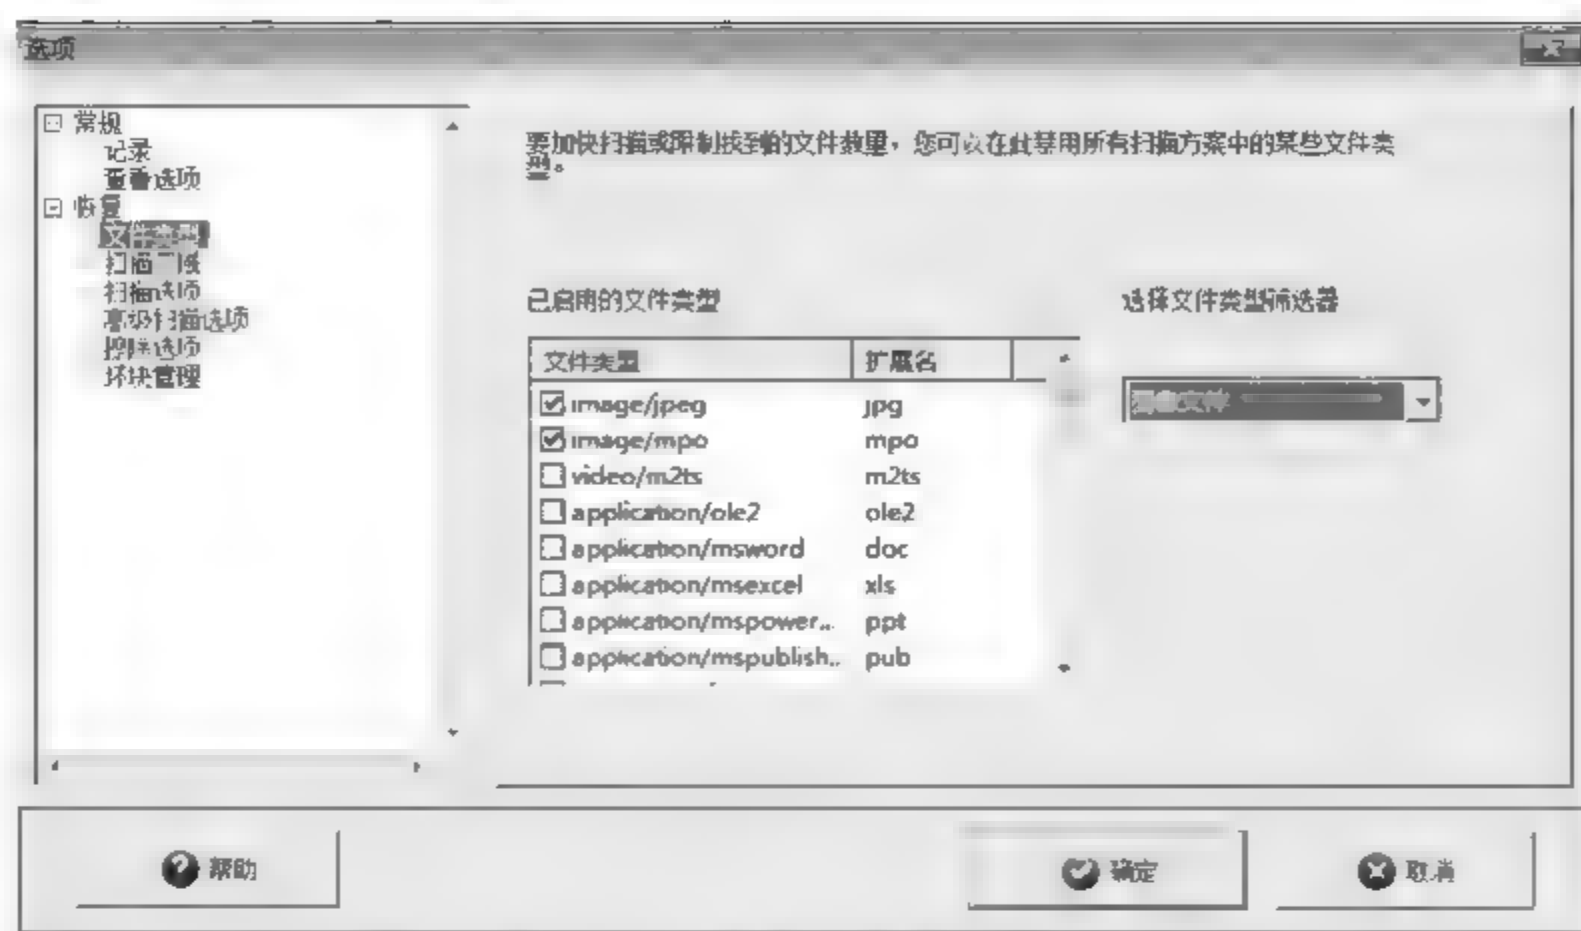 选项
常规
记录
查看选项
恢复
文件类型
扫描选项
高级扫描选项
擦除选项
坏块管理
要加快扫描或限制找到的文件数量,您可以在此禁用所有扫描方案中的某些文件类
型。
已启用的文件类型
选择文件类型筛选器
文件类型 扩展名
image/jpeg jpg
image/mpo mpo
video/m2ts m2ts
application/ole2 ole2
application/msword doc
application/msexcel xls
application/mspower... ppt
application/mspublish... pub
帮助
确定
取消